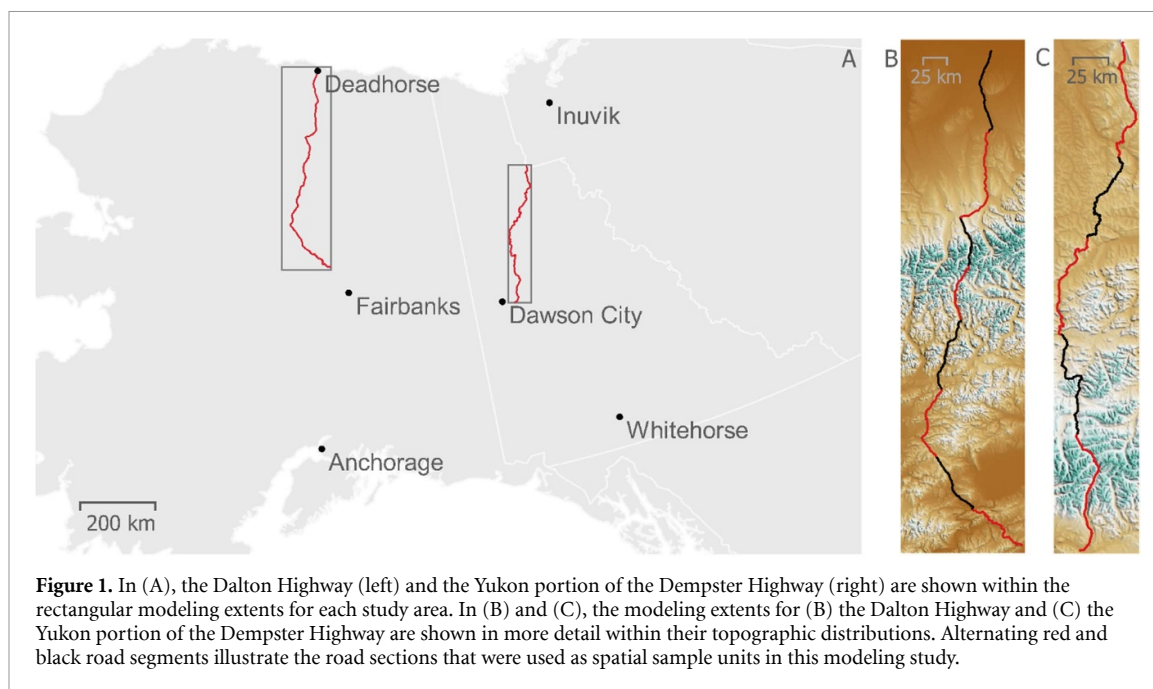 A
B
25 km
C
25 km
Deadhorse
Inuvik
Fairbanks
Dawson City
Whitehorse
Anchorage
200 km
Figure 1. In (A), the Dalton Highway (left) and the Yukon portion of the Dempster Highway (right) are shown within the
rectangular modeling extents for each study area. In (B) and (C), the modeling extents for (B) the Dalton Highway and (C) the
Yukon portion of the Dempster Highway are shown in more detail within their topographic distributions. Alternating red and
black road segments illustrate the road sections that were used as spatial sample units in this modeling study.